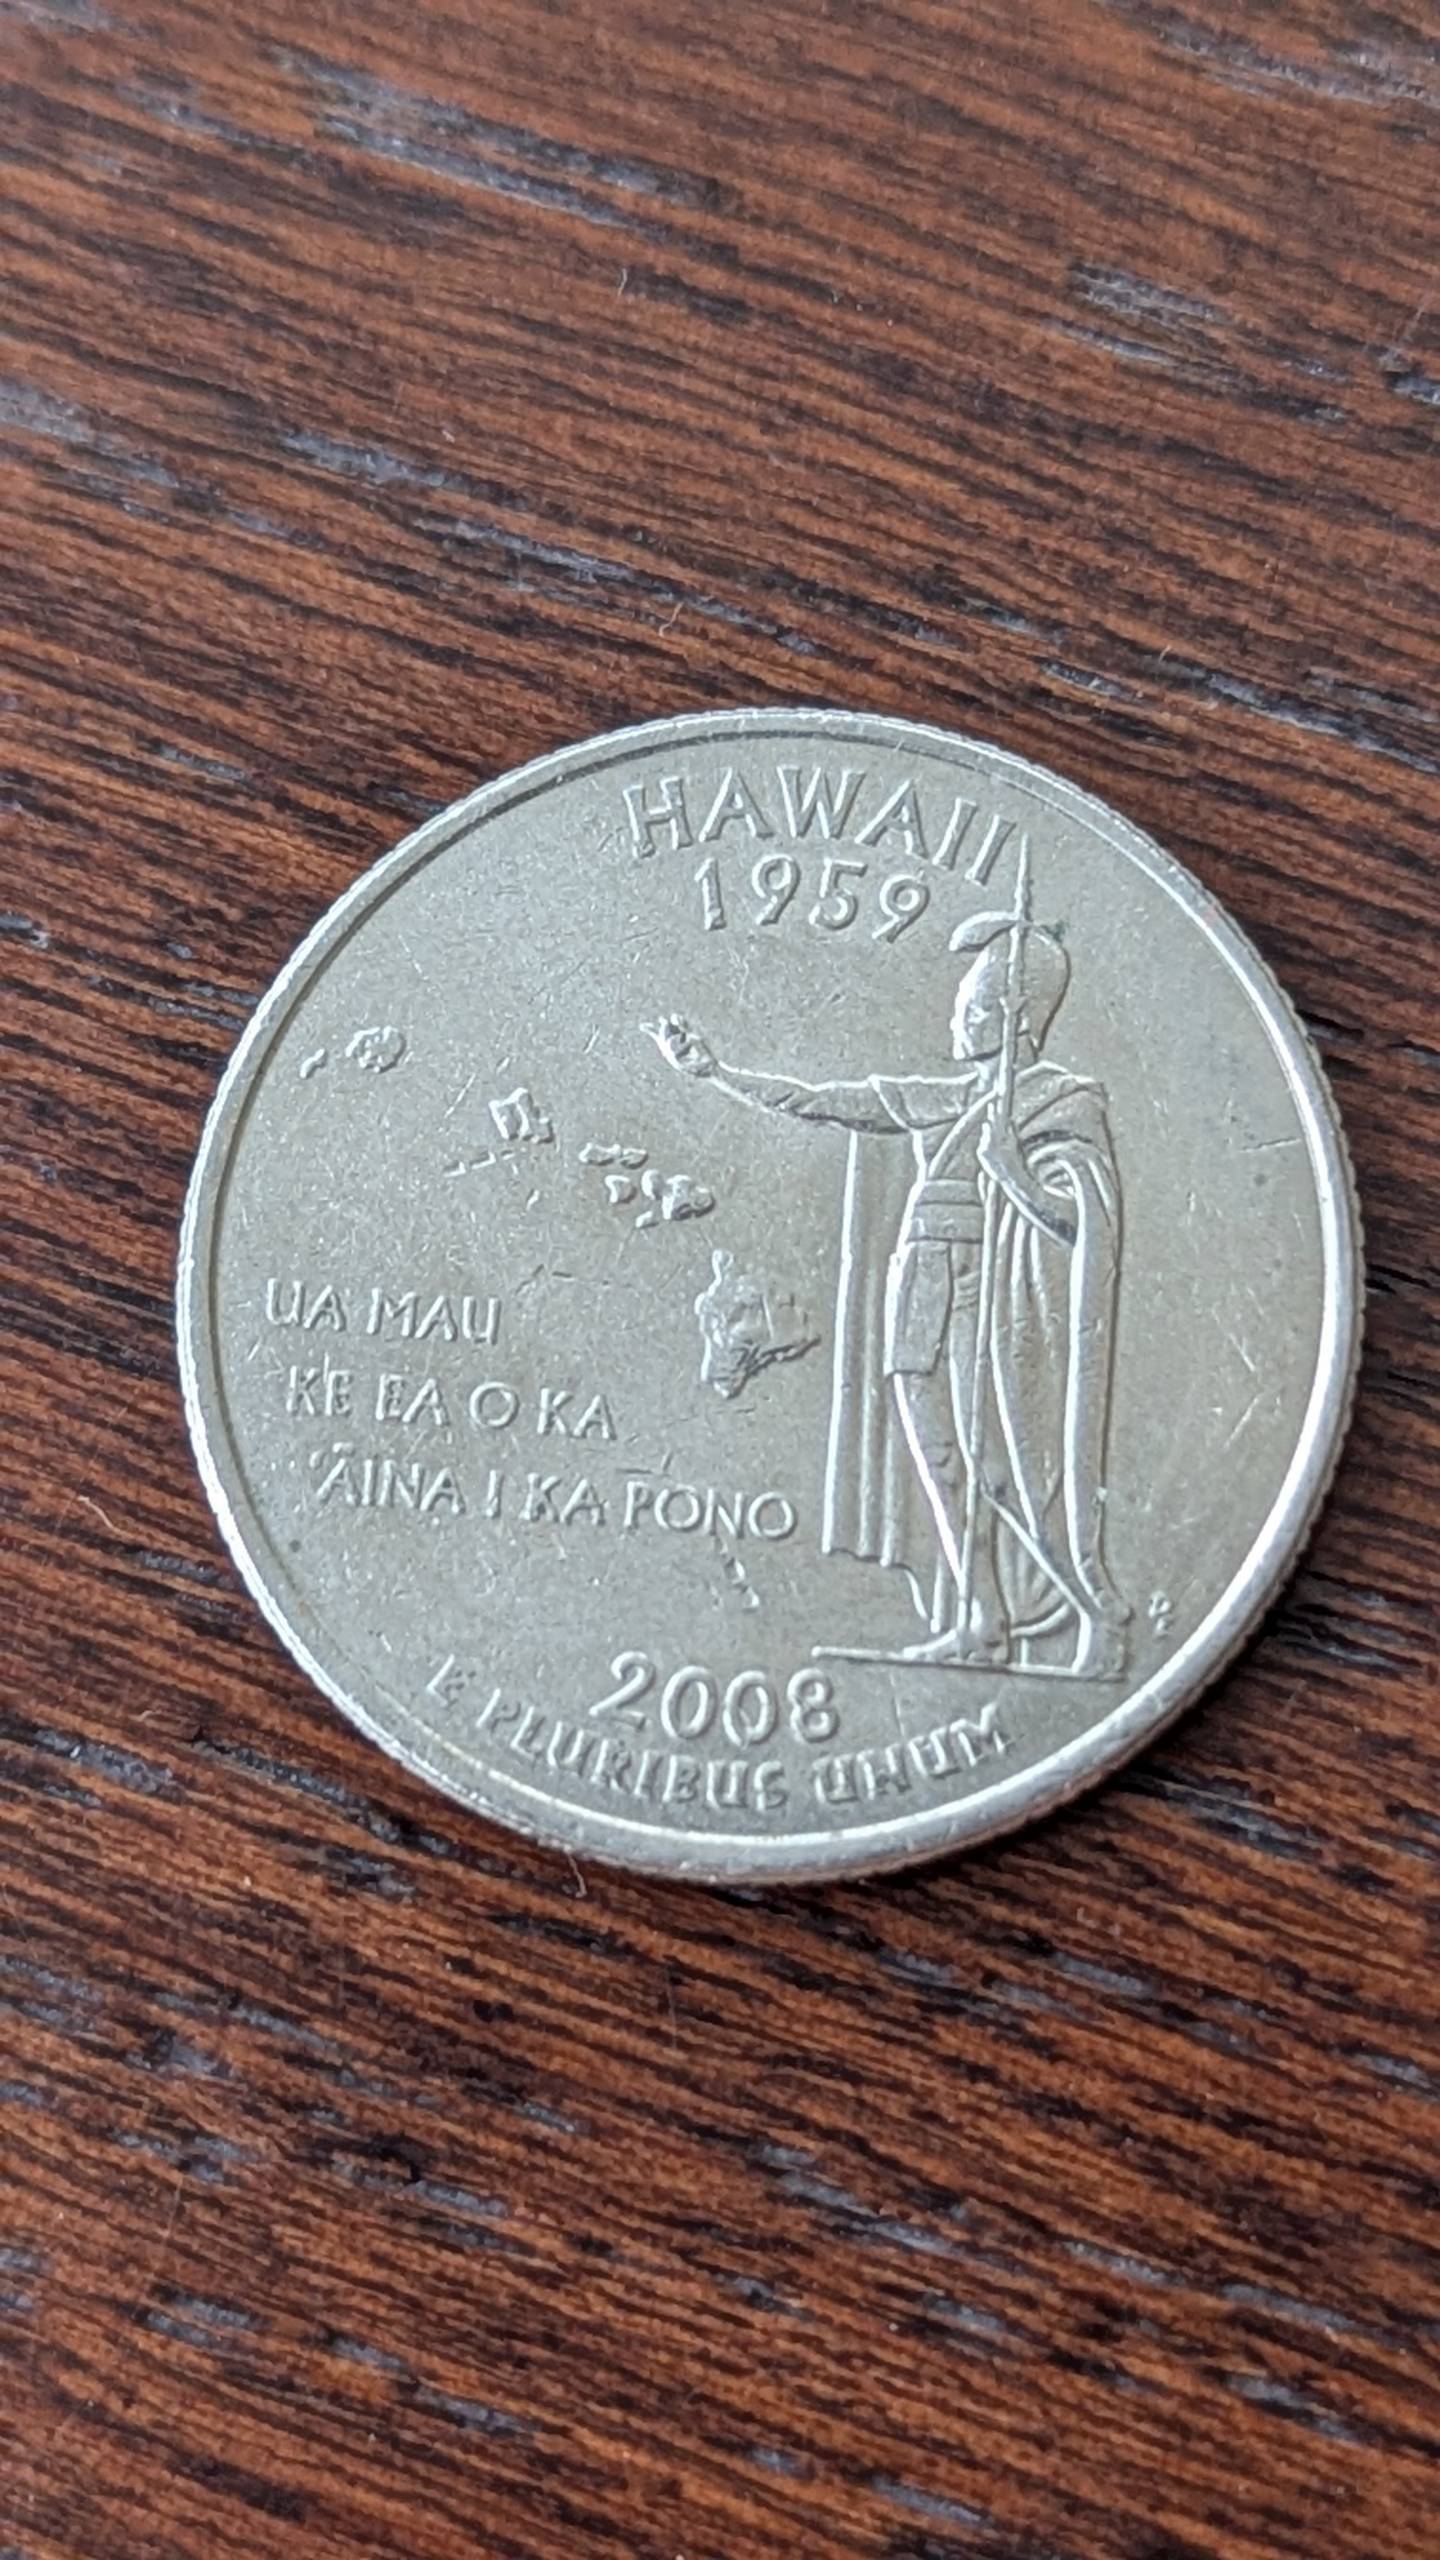 HAWAII
1959
UA MAU
KE EA O KA
ʻĀINA I KA PONO
2008
E PLURIBUS UNUM